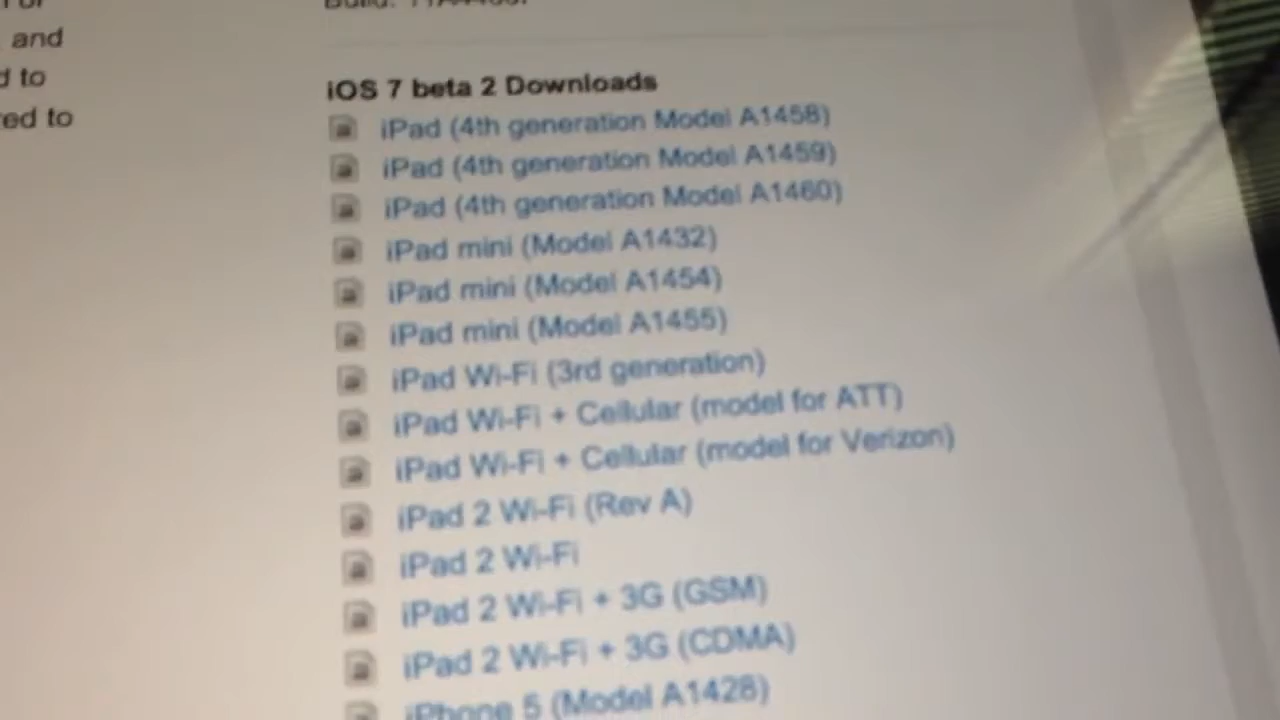 and
to
ed to
iOS 7 beta 2 Downloads
iPad (4th generation Model A1458)
iPad (4th generation Model A1459)
iPad (4th generation Model A1460)
iPad mini (Model A1432)
iPad mini (Model A1454)
iPad mini (Model A1455)
iPad Wi-Fi (3rd generation)
iPad Wi-Fi + Cellular (model for ATT)
iPad Wi-Fi + Cellular (model for Verizon)
iPad 2 Wi-Fi (Rev A)
iPad 2 Wi-Fi
iPad 2 Wi-Fi + 3G (GSM)
iPad 2 Wi-Fi + 3G (CDMA)
iPhone 5 (Model A1428)